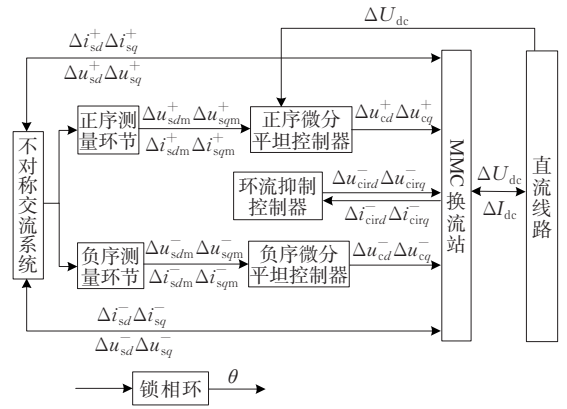 ΔU_dc
Δi_sd^+ Δi_sq^+
Δu_sd^+ Δu_sq^+
正序测量环节
Δu_sdm^+ Δu_sqm^+
Δi_sdm^+ Δi_sqm^+
正序微分平坦控制器
Δu_cd^+ Δu_cq^+
不对称交流系统
环流抑制控制器
Δu_cird^- Δu_cirq^-
Δi_cird^- Δi_cirq^-
MMC换流站
ΔU_dc
ΔI_dc
直流线路
负序测量环节
Δu_sdm^- Δu_sqm^-
Δi_sdm^- Δi_sqm^-
负序微分平坦控制器
Δu_cd^- Δu_cq^-
Δi_sd^- Δi_sq^-
Δu_sd^- Δu_sq^-
锁相环
θ